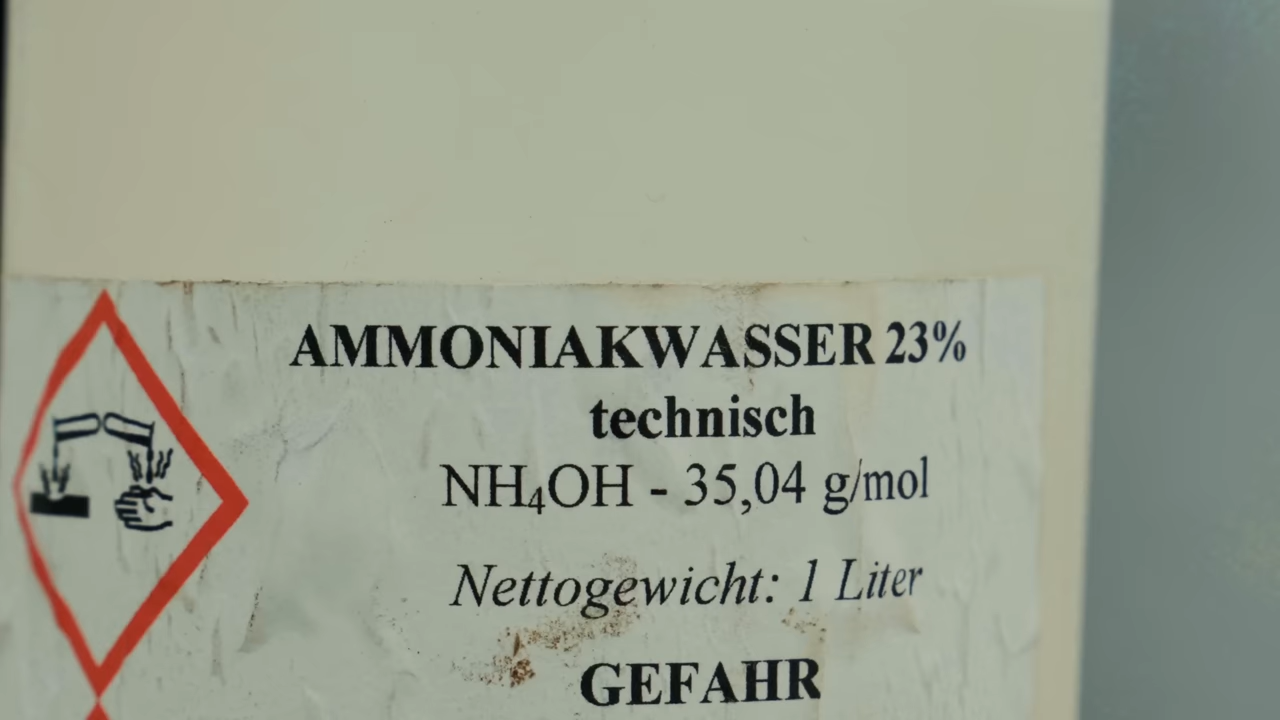 AMMONIAKWASSER 23%
technisch
NH₄OH - 35,04 g/mol
Nettogewicht: 1 Liter
GEFAHR